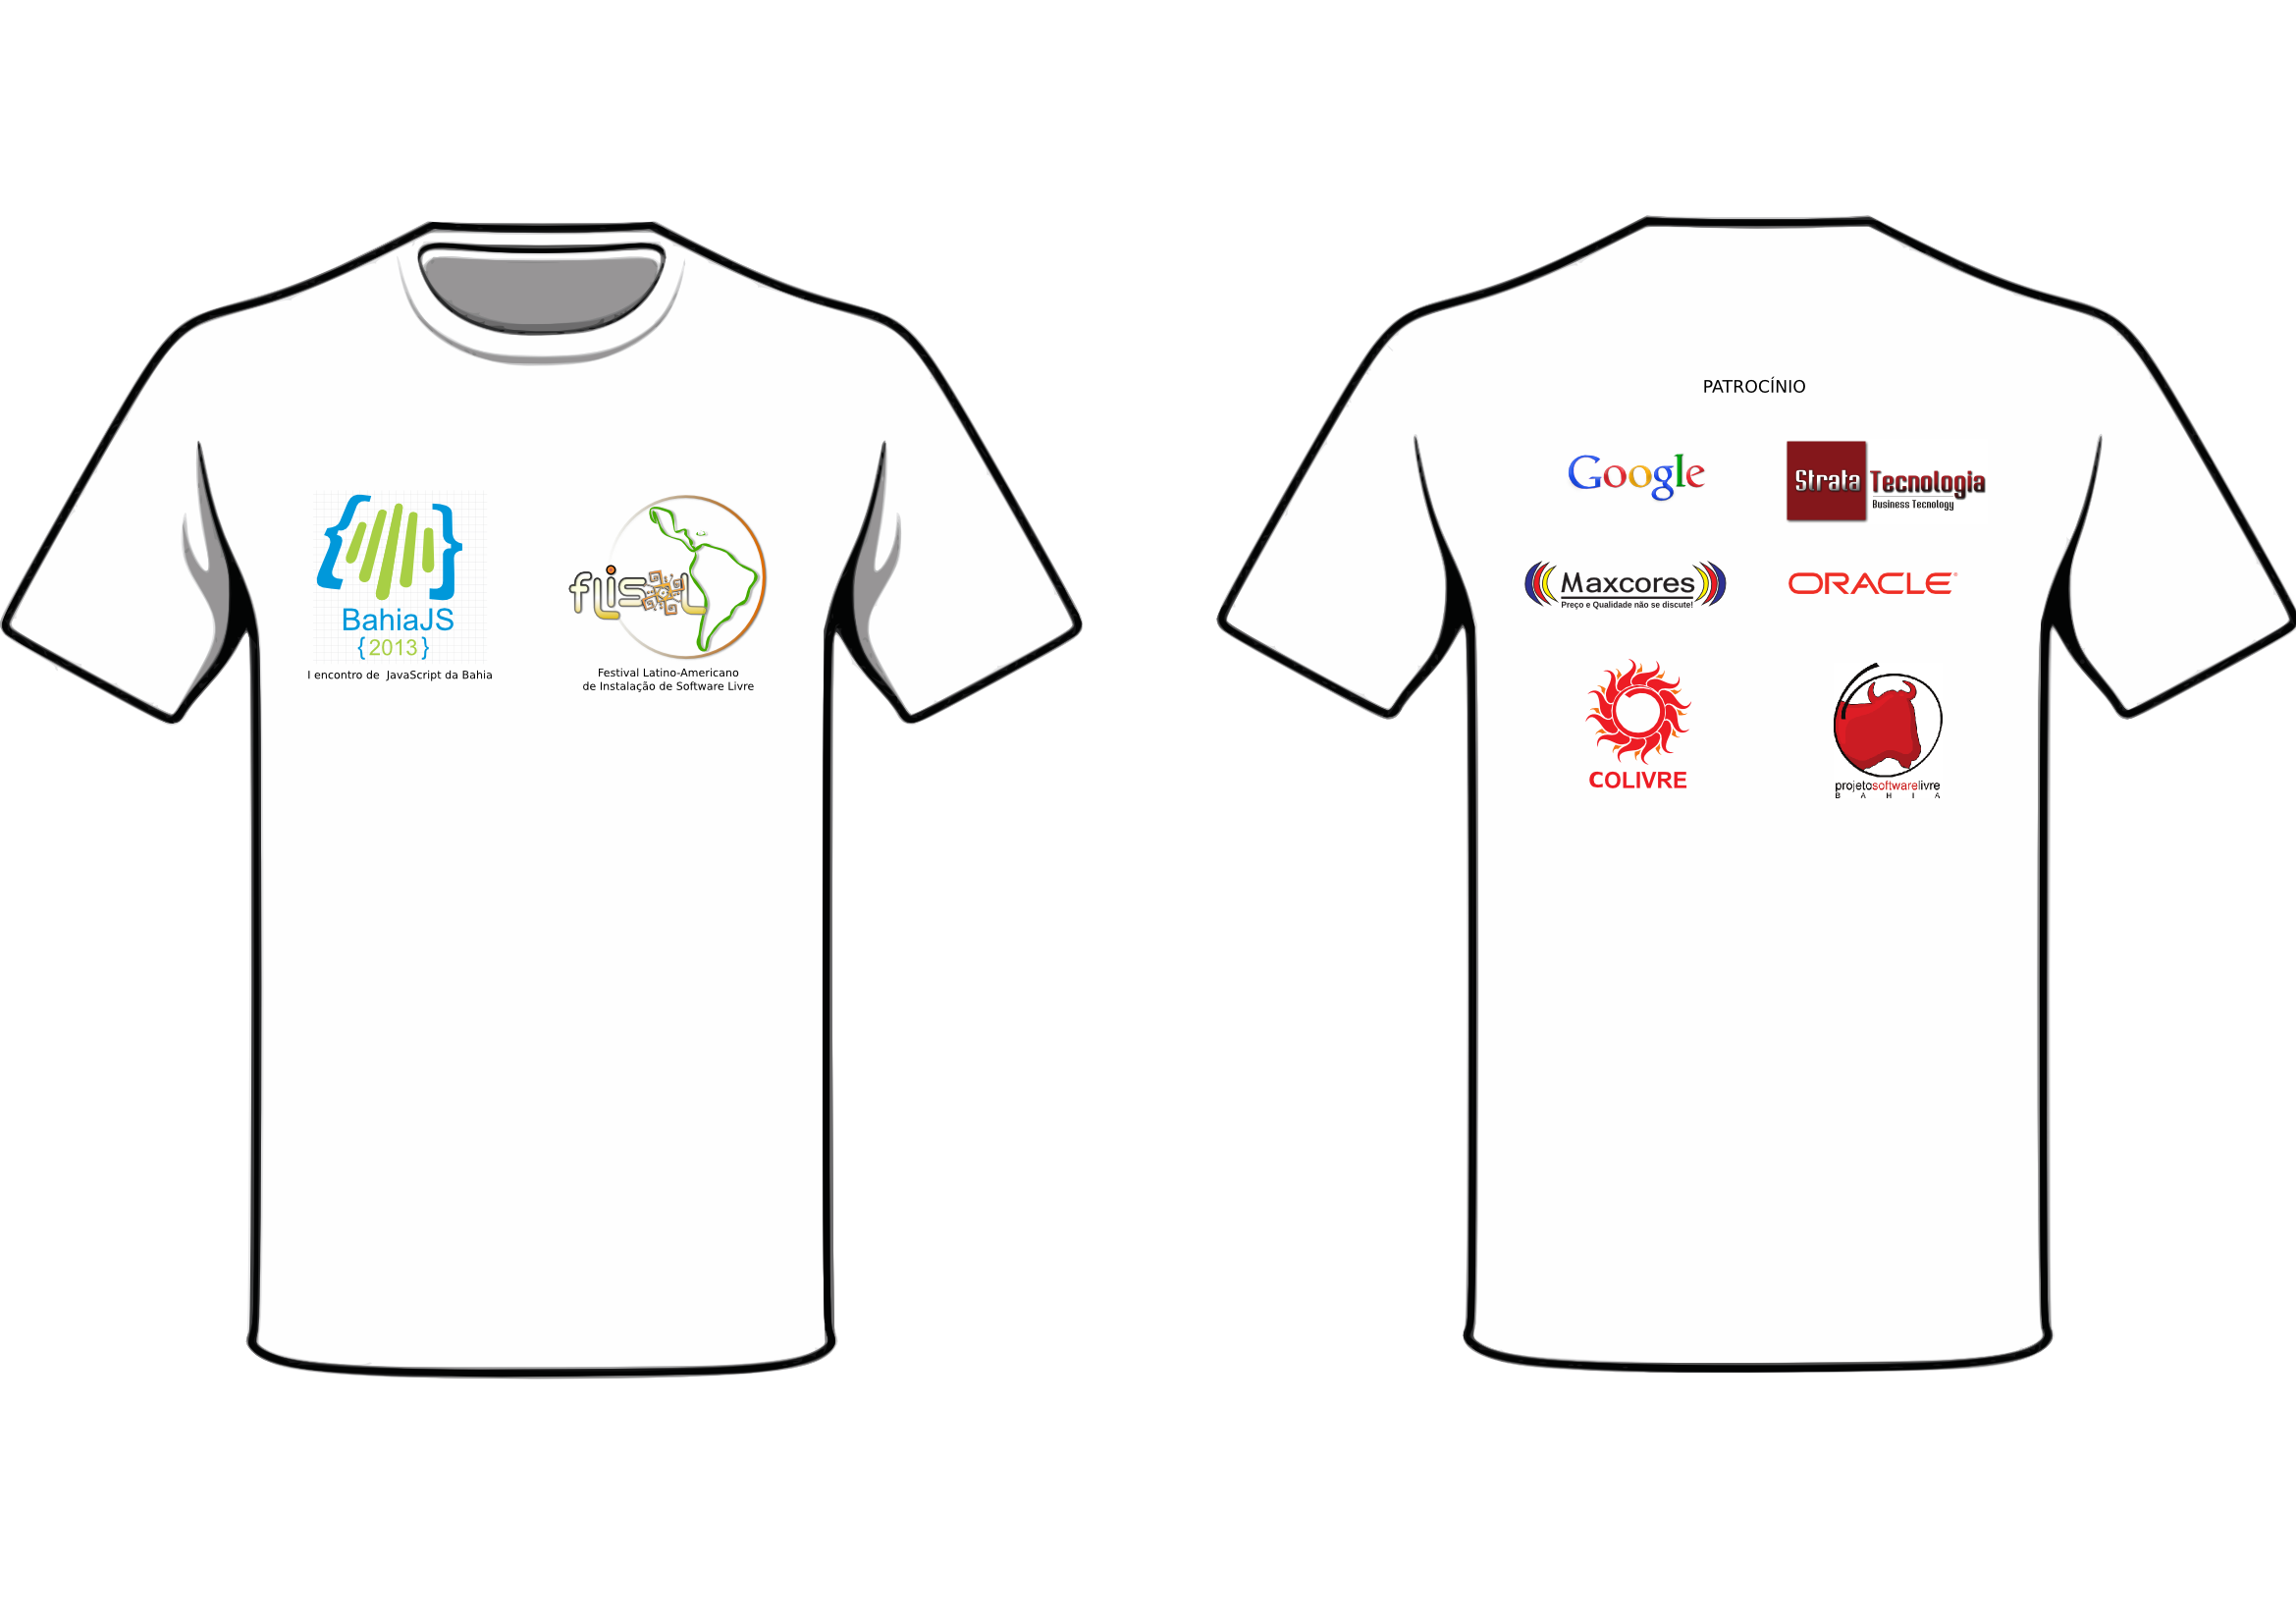 BahiaJS
{2013}
I encontro de JavaScript da Bahia
flisol
Festival Latino-Americano
de Instalação de Software Livre
PATROCÍNIO
Google
Strata Tecnologia
Business Tecnology
Maxcores
Preço e Qualidade não se discute!
ORACLE
COLIVRE
projetosoftwarelivre
BAHIA